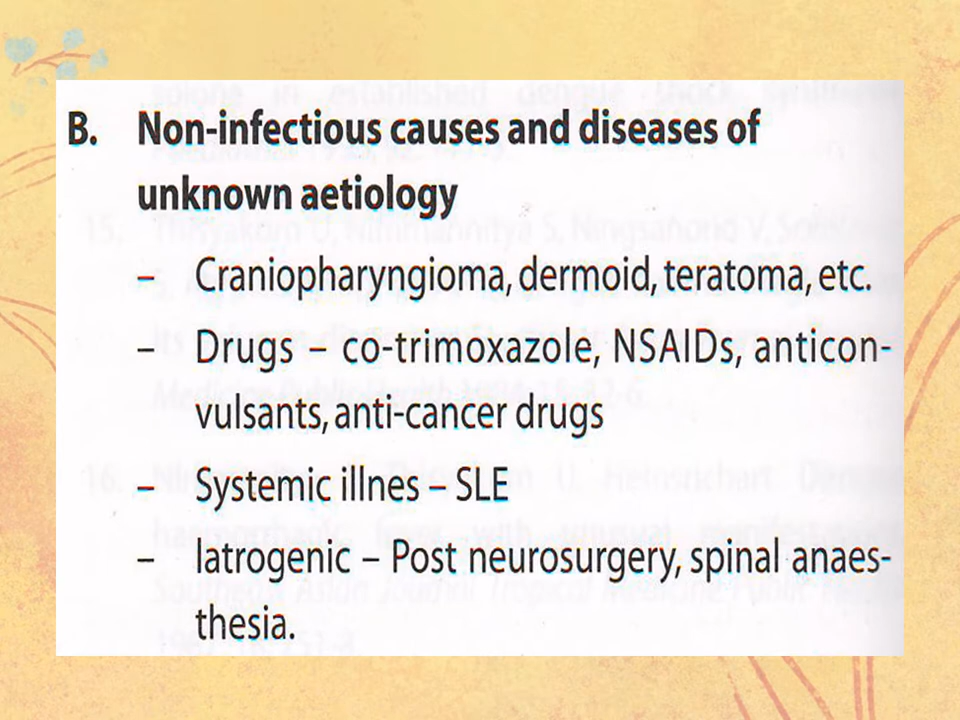 B. Non-infectious causes and diseases of
unknown aetiology
– Craniopharyngioma, dermoid, teratoma, etc.
– Drugs – co-trimoxazole, NSAIDs, anticon-
vulsants, anti-cancer drugs
– Systemic illnes – SLE
– Iatrogenic – Post neurosurgery, spinal anaes-
thesia.